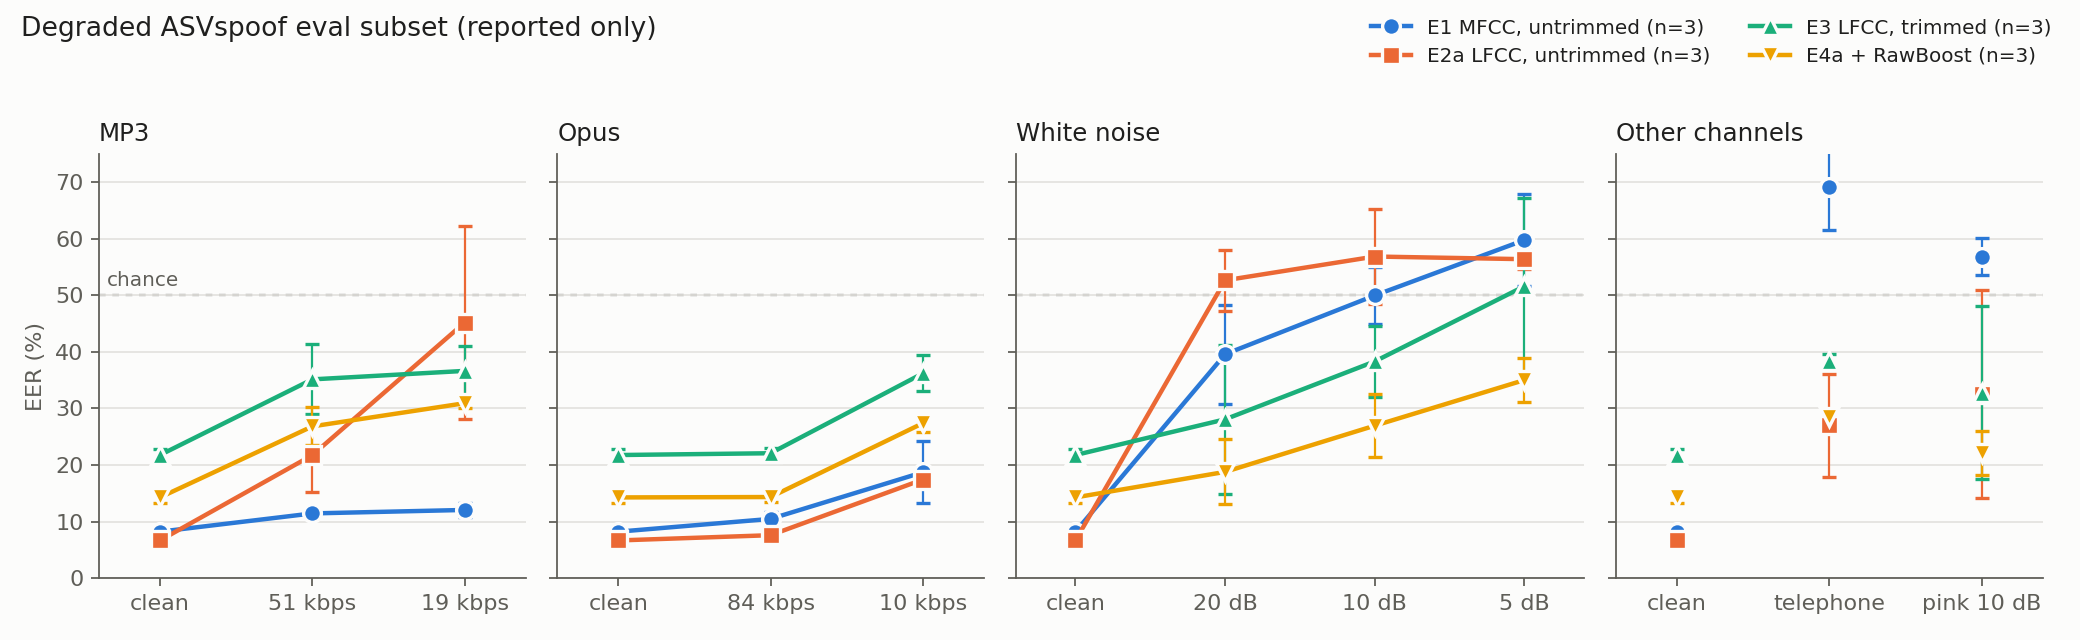 Degraded ASVspoof eval subset (reported only)
E1 MFCC, untrimmed (n=3)
E2a LFCC, untrimmed (n=3)
E3 LFCC, trimmed (n=3)
E4a + RawBoost (n=3)
MP3
Opus
White noise
Other channels
EER (%)
70
60
50
40
30
20
10
0
chance
clean 51 kbps 19 kbps
clean 84 kbps 10 kbps
clean 20 dB 10 dB 5 dB
clean telephone pink 10 dB